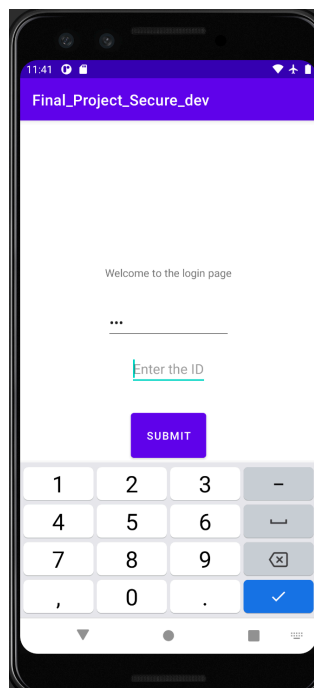 11:41
Final_Project_Secure_dev
Welcome to the login page
•••
Enter the ID
SUBMIT
1 2 3 -
4 5 6
7 8 9
, 0 .